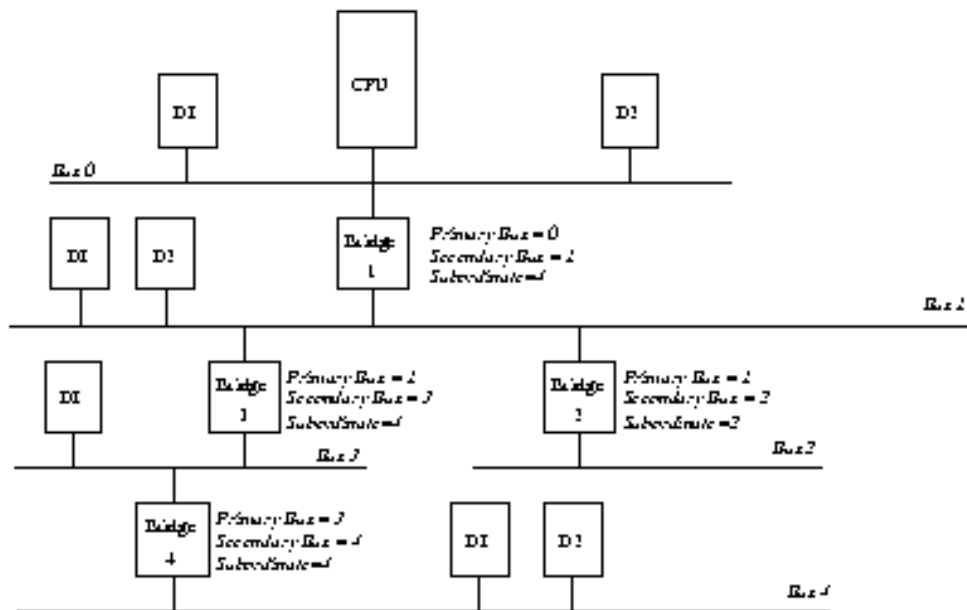 CPU
D1
D2
Bus 0
D1
D2
Bridge
1
Primary Bus = 0
Secondary Bus = 1
Subordinate=4
Bus 1
D1
Bridge
3
Primary Bus = 1
Secondary Bus = 3
Subordinate=4
Bridge
2
Primary Bus = 1
Secondary Bus = 2
Subordinate=2
Bus 3
Bus 2
Bridge
4
Primary Bus = 3
Secondary Bus = 4
Subordinate=4
D1
D2
Bus 4